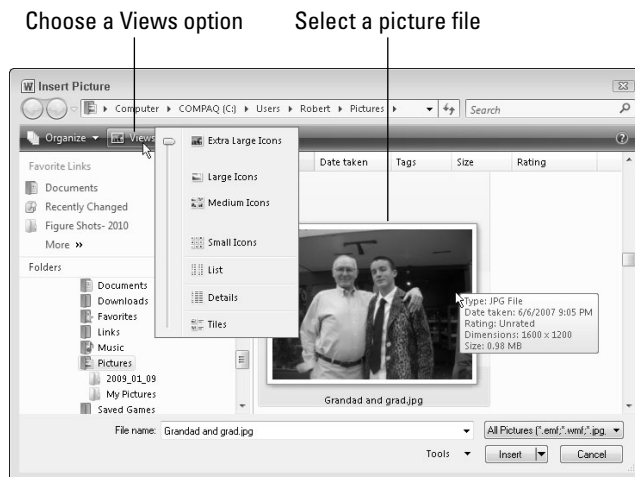 Choose a Views option
Select a picture file
Insert Picture
Computer ▸ COMPAQ (C:) ▸ Users ▸ Robert ▸ Pictures ▸
Search
Organize
Views
Extra Large Icons
Large Icons
Medium Icons
Small Icons
List
Details
Tiles
Date taken
Tags
Size
Rating
Favorite Links
Documents
Recently Changed
Figure Shots- 2010
More »
Folders
Documents
Downloads
Favorites
Links
Music
Pictures
2009_01_09
My Pictures
Saved Games
Type: JPG File
Date taken: 6/6/2007 9:05 PM
Rating: Unrated
Dimensions: 1600 x 1200
Size: 0.98 MB
Grandad and grad.jpg
File name: Grandad and grad.jpg
All Pictures (*.emf;*.wmf;*.jpg,
Tools
Insert
Cancel